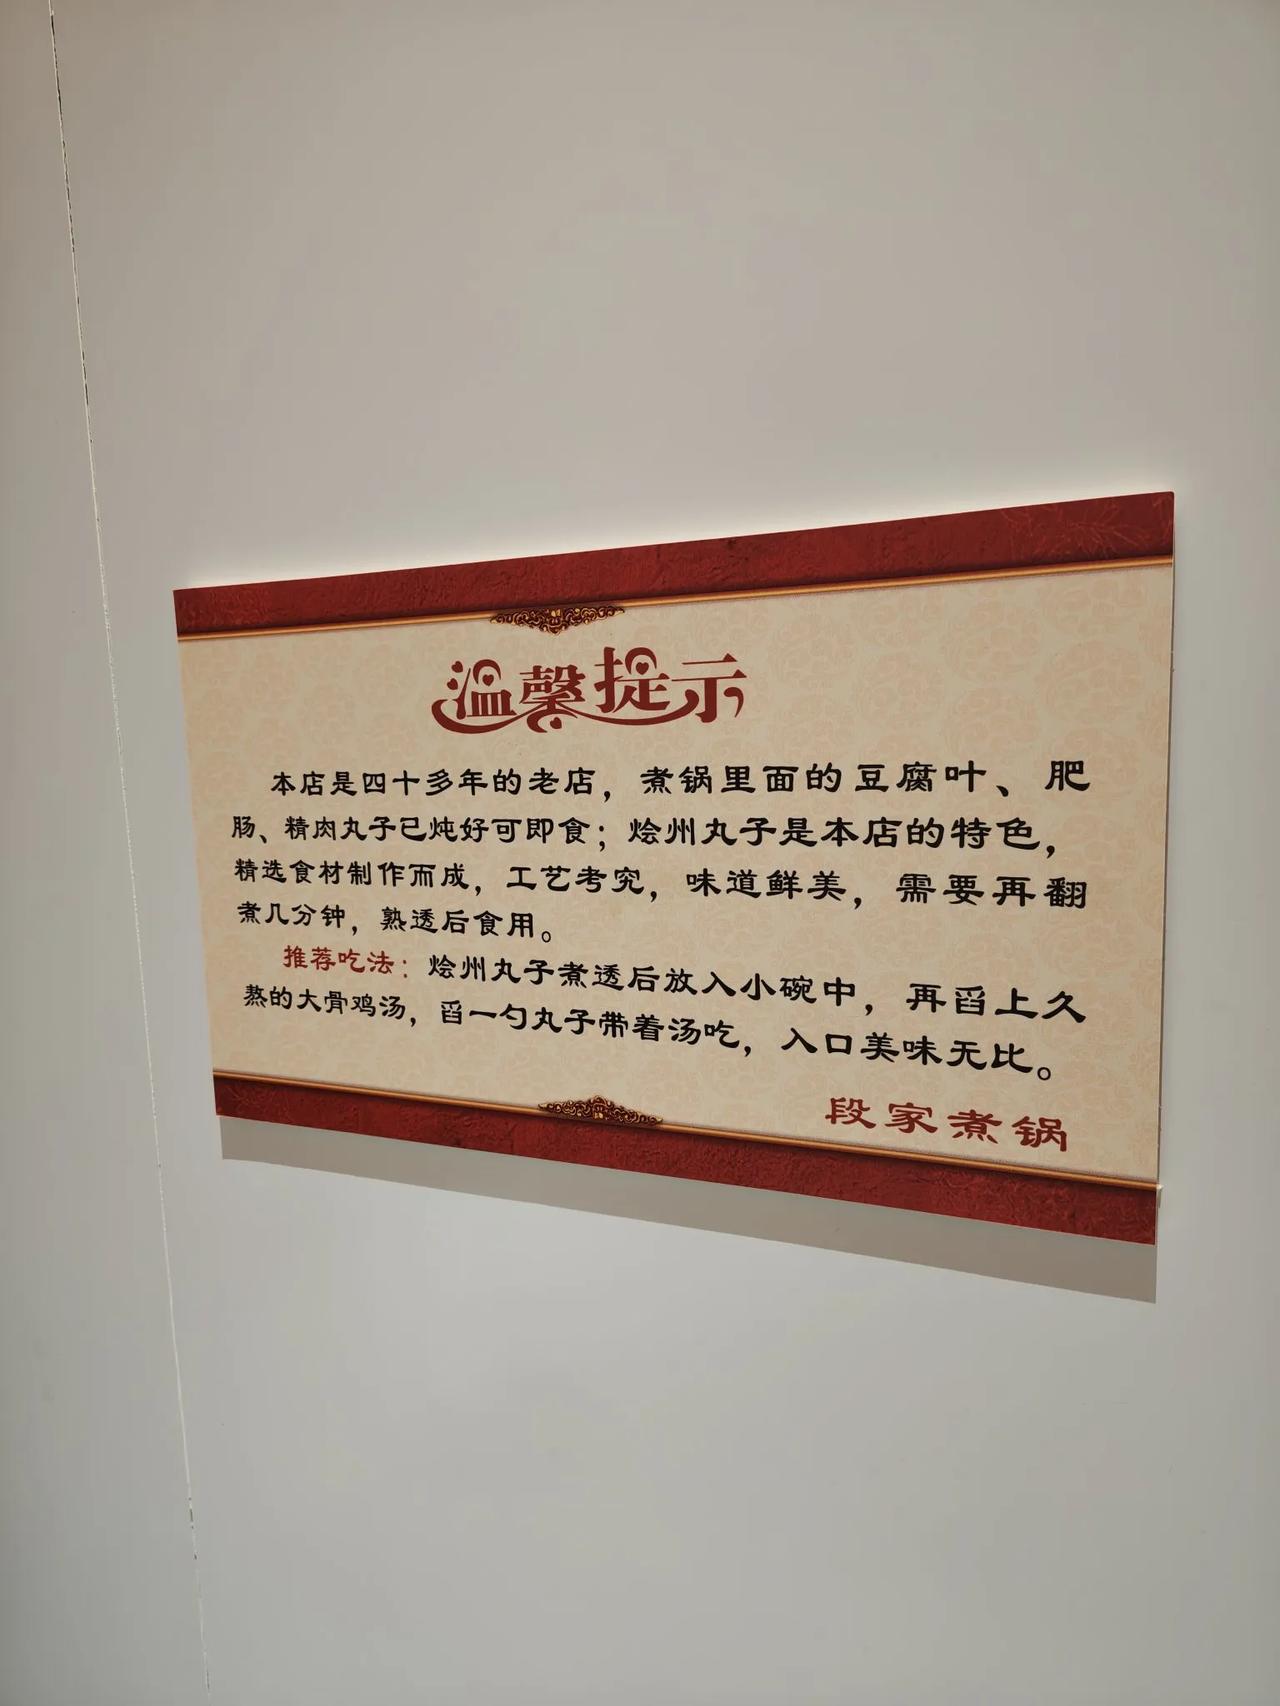 温馨提示
本店是四十多年的老店，煮锅里面的豆腐叶、肥
肠、精肉丸子已炖好可即食；烩州丸子是本店的特色，
精选食材制作而成，工艺考究，味道鲜美，需要再翻
煮几分钟，熟透后食用。
推荐吃法：烩州丸子煮透后放入小碗中，再舀上久
熬的大骨鸡汤，舀一勺丸子带着汤吃，入口美味无比。
段家煮锅